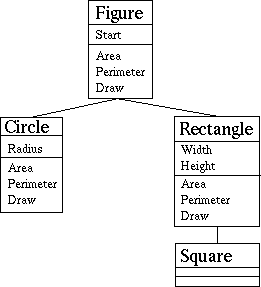 Figure
Start
Area
Perimeter
Draw
Circle
Radius
Area
Perimeter
Draw
Rectangle
Width
Height
Area
Perimeter
Draw
Square